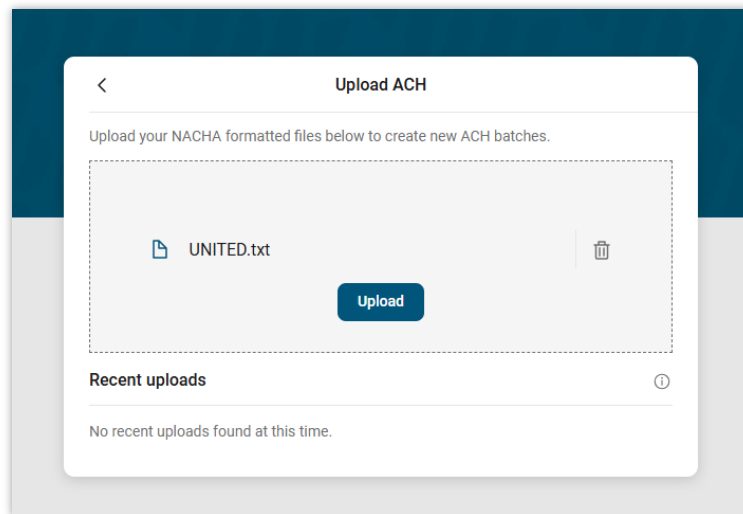 Upload ACH
Upload your NACHA formatted files below to create new ACH batches.
UNITED.txt
Upload
Recent uploads
No recent uploads found at this time.